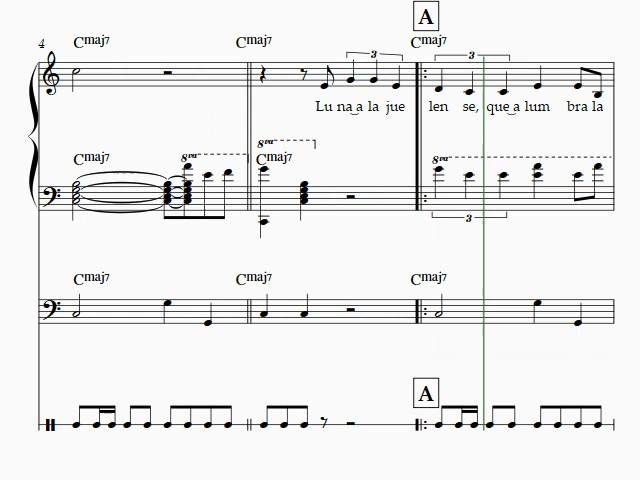 A
4 Cmaj7 Cmaj7 Cmaj7
3 3
Lu na‿a la jue len se, que‿a lum bra la
Cmaj7 8va 8va Cmaj7 8va
3
Cmaj7 Cmaj7 Cmaj7
A